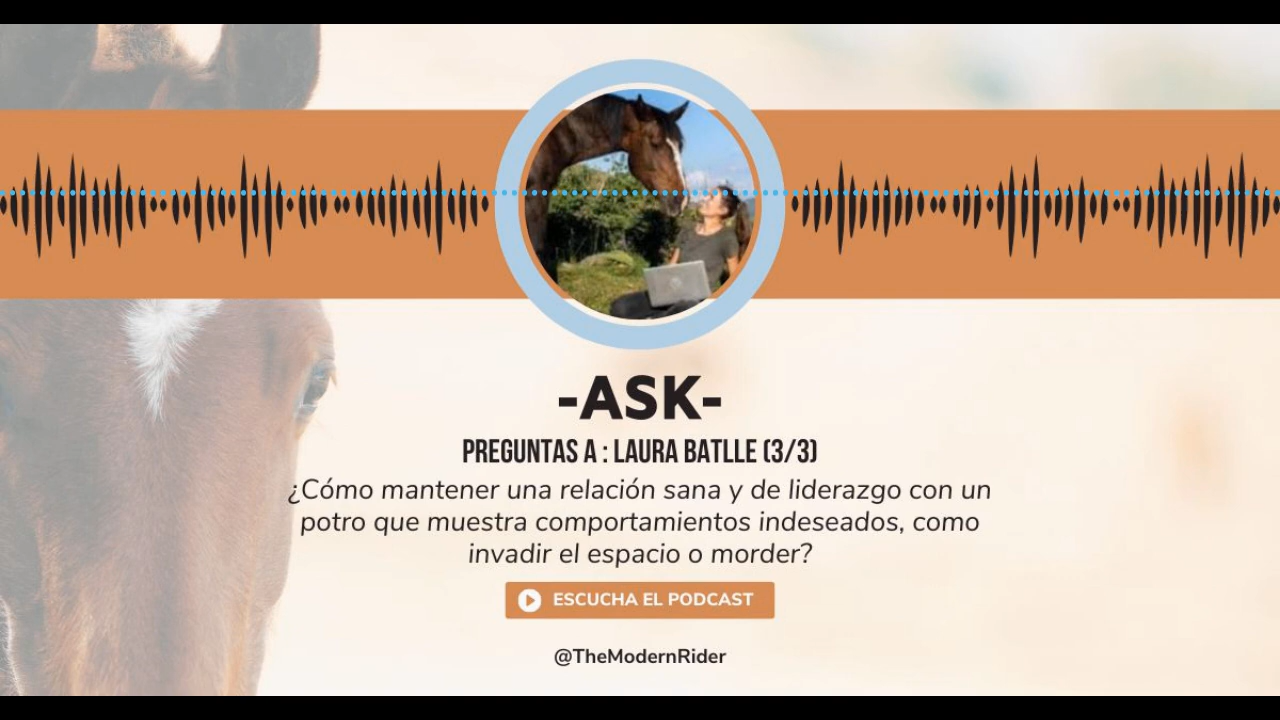 -ASK-
PREGUNTAS A : LAURA BATLLE (3/3)
¿Cómo mantener una relación sana y de liderazgo con un
potro que muestra comportamientos indeseados, como
invadir el espacio o morder?
ESCUCHA EL PODCAST
@TheModernRider